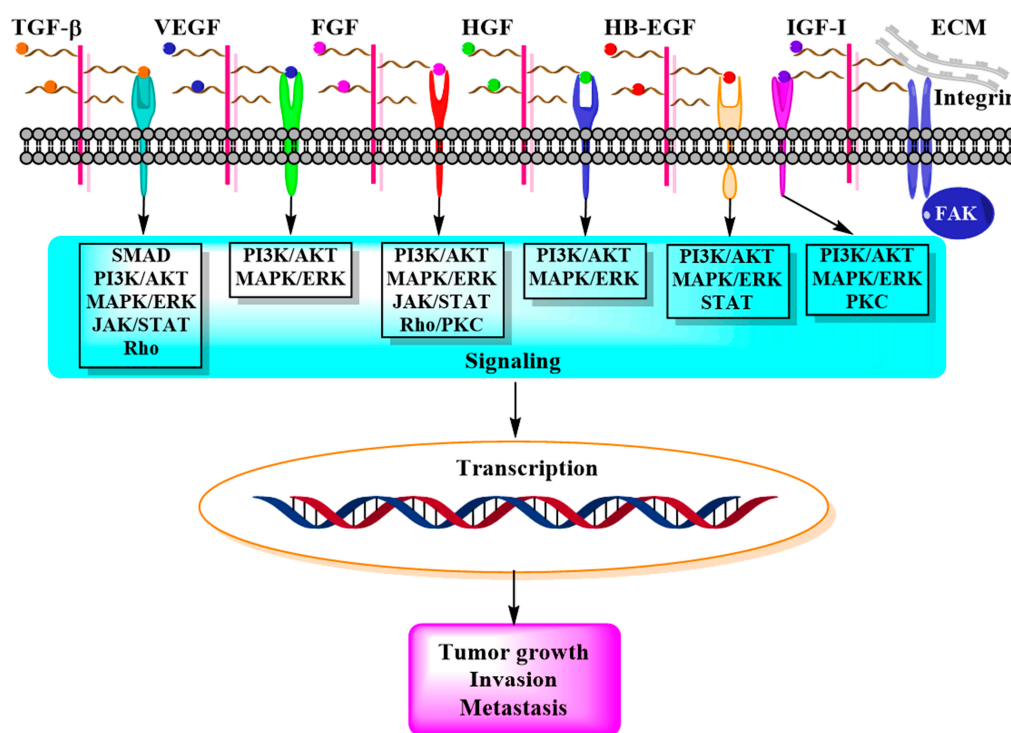 TGF-β
VEGF
FGF
HGF
HB-EGF
IGF-I
ECM
Integrin
FAK
SMAD
PI3K/AKT
MAPK/ERK
JAK/STAT
Rho
PI3K/AKT
MAPK/ERK
PI3K/AKT
MAPK/ERK
JAK/STAT
Rho/PKC
PI3K/AKT
MAPK/ERK
PI3K/AKT
MAPK/ERK
STAT
PI3K/AKT
MAPK/ERK
PKC
Signaling
Transcription
Tumor growth
Invasion
Metastasis